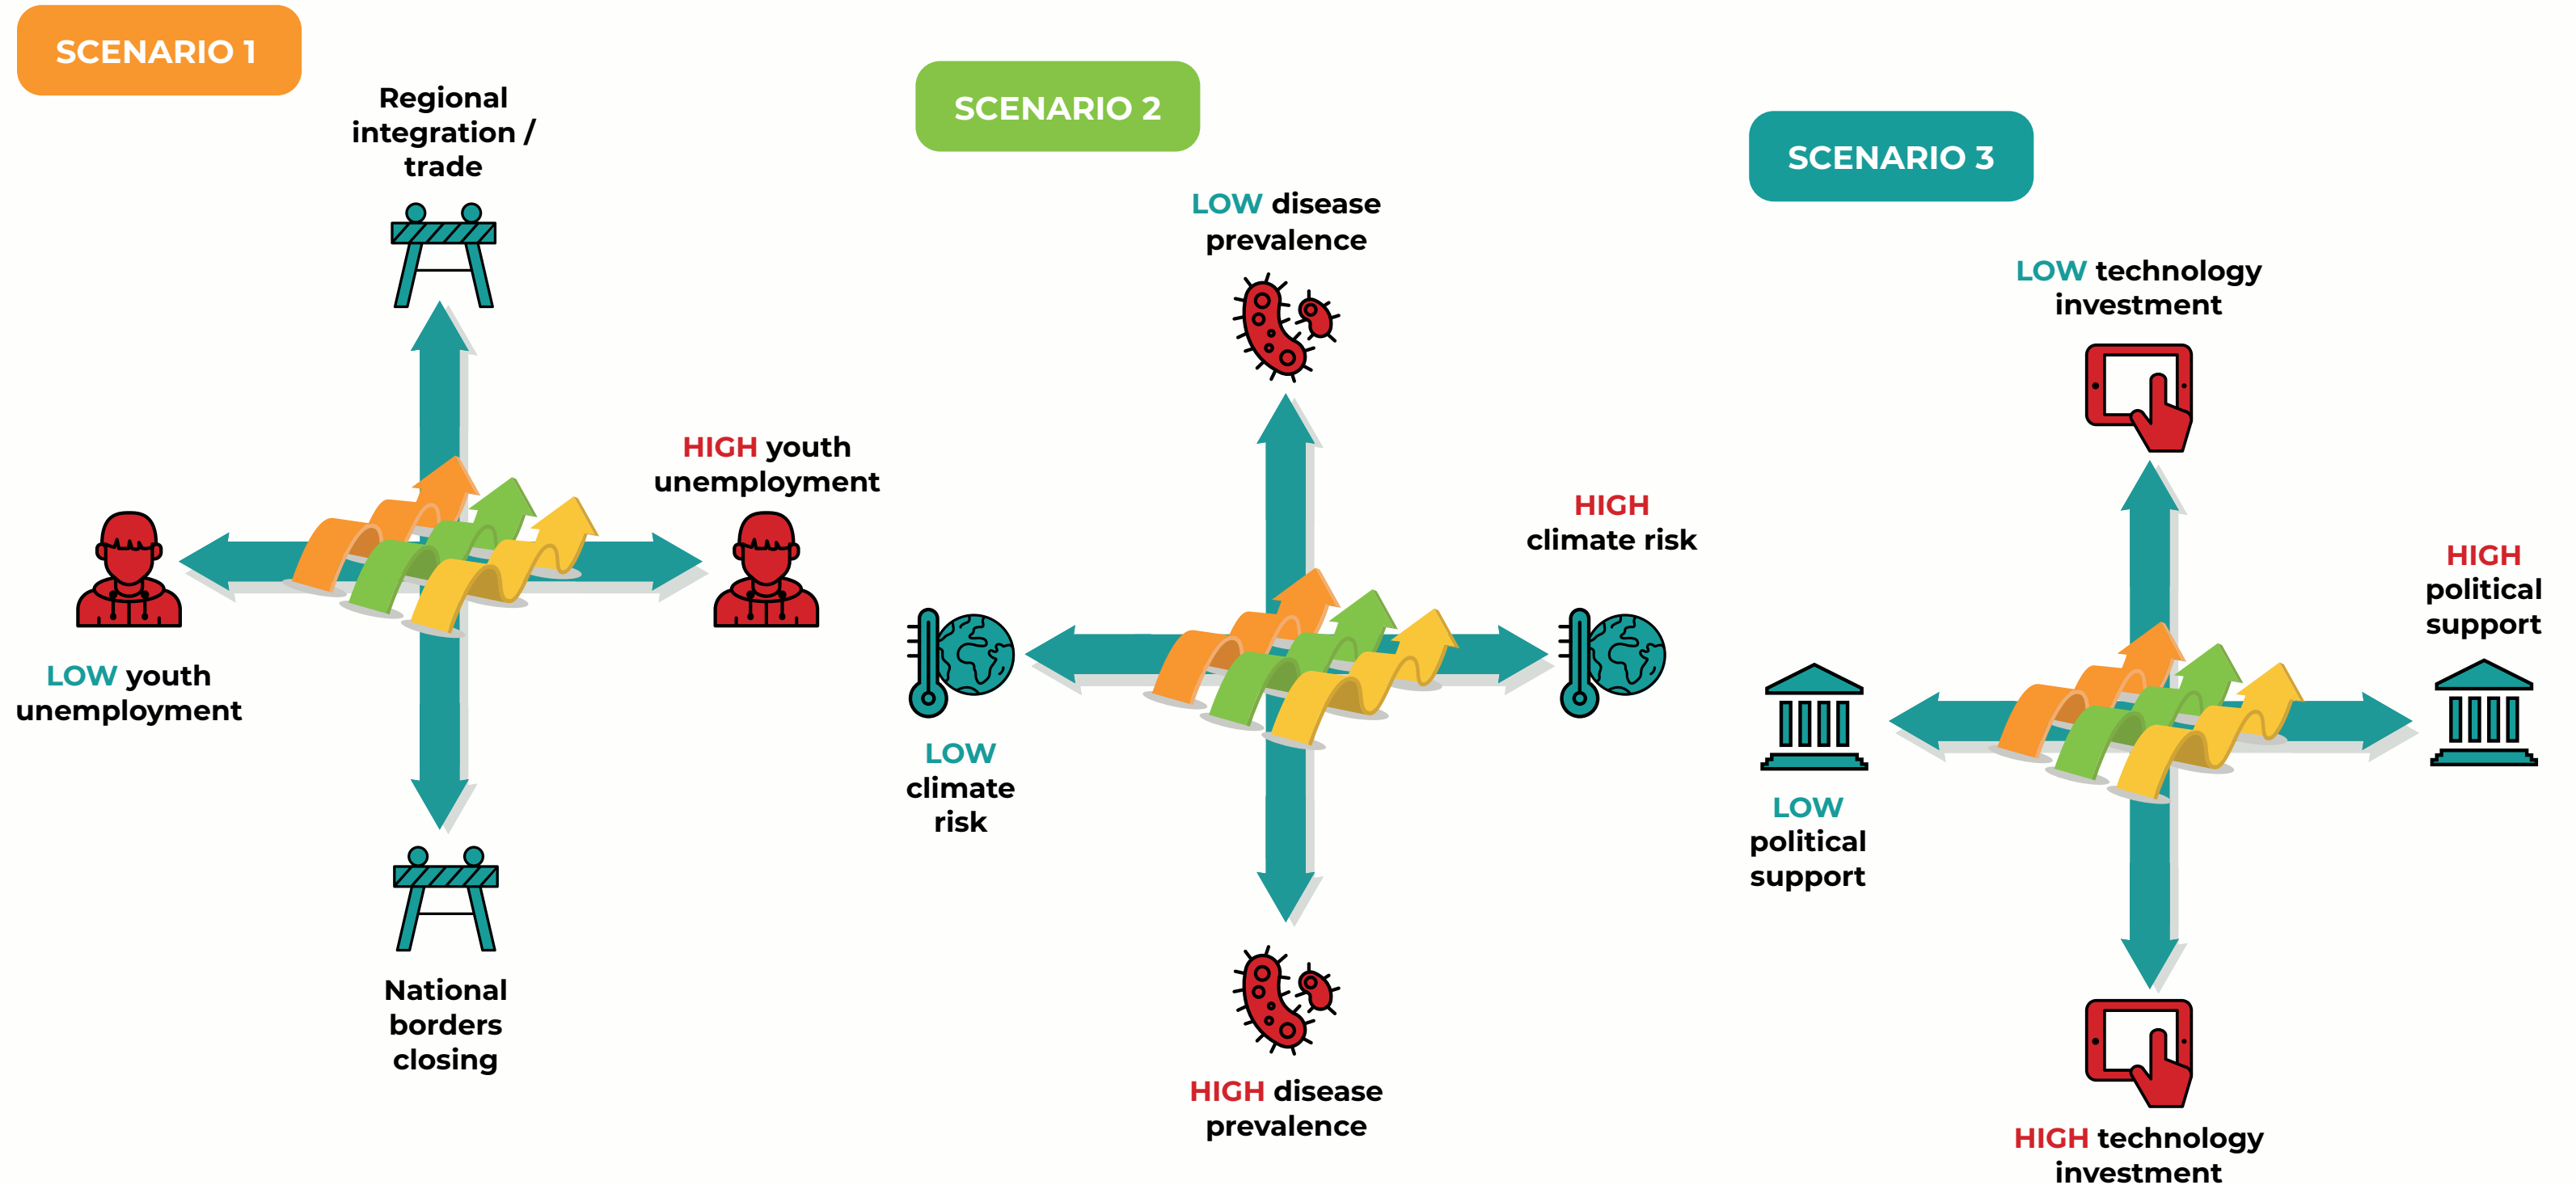 SCENARIO 1
Regional
integration /
trade
HIGH youth
unemployment
LOW youth
unemployment
National
borders
closing
SCENARIO 2
LOW disease
prevalence
HIGH
climate risk
LOW
climate
risk
HIGH disease
prevalence
SCENARIO 3
LOW technology
investment
HIGH
political
support
LOW
political
support
HIGH technology
investment